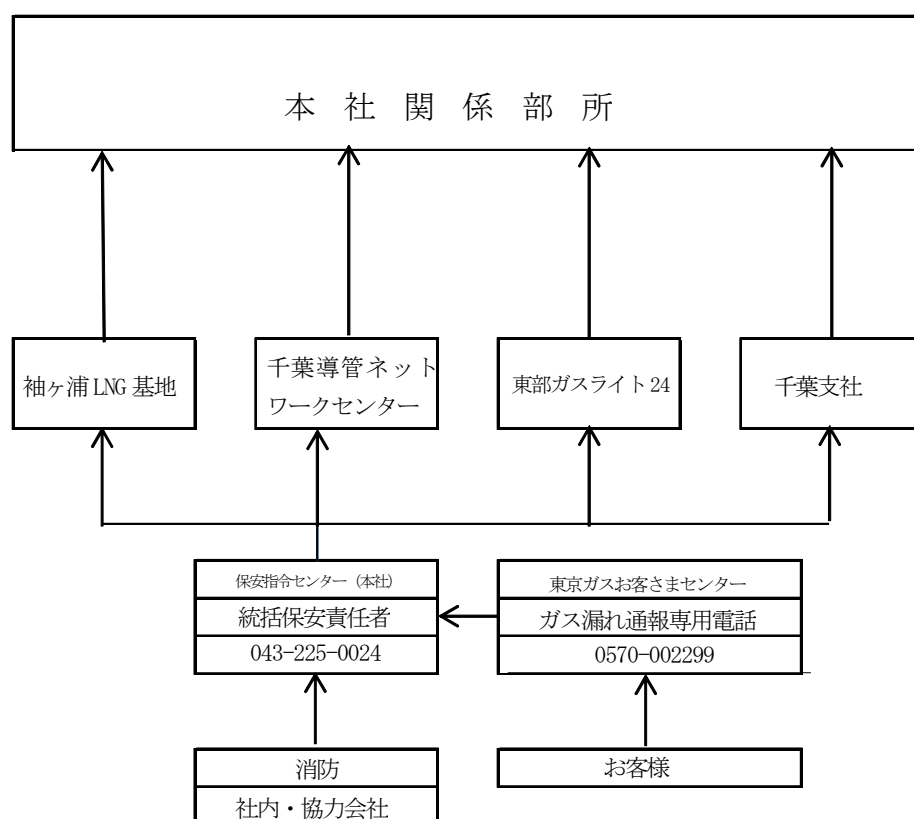 本社関係部所
袖ヶ浦LNG基地
千葉導管ネット
ワークセンター
東部ガスライト24
千葉支社
保安指令センター（本社）
統括保安責任者
043-225-0024
東京ガスお客さまセンター
ガス漏れ通報専用電話
0570-002299
消防
社内・協力会社
お客様